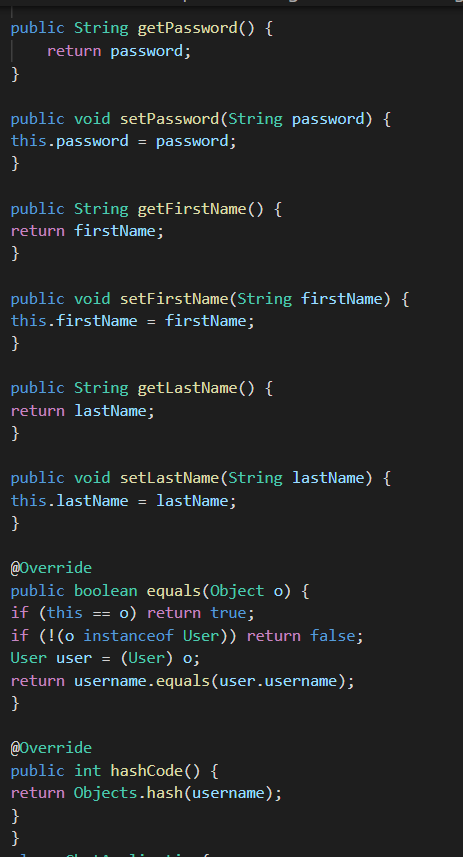 public String getPassword() {
    return password;
}

public void setPassword(String password) {
this.password = password;
}

public String getFirstName() {
return firstName;
}

public void setFirstName(String firstName) {
this.firstName = firstName;
}

public String getLastName() {
return lastName;
}

public void setLastName(String lastName) {
this.lastName = lastName;
}

@Override
public boolean equals(Object o) {
if (this == o) return true;
if (!(o instanceof User)) return false;
User user = (User) o;
return username.equals(user.username);
}

@Override
public int hashCode() {
return Objects.hash(username);
}
}